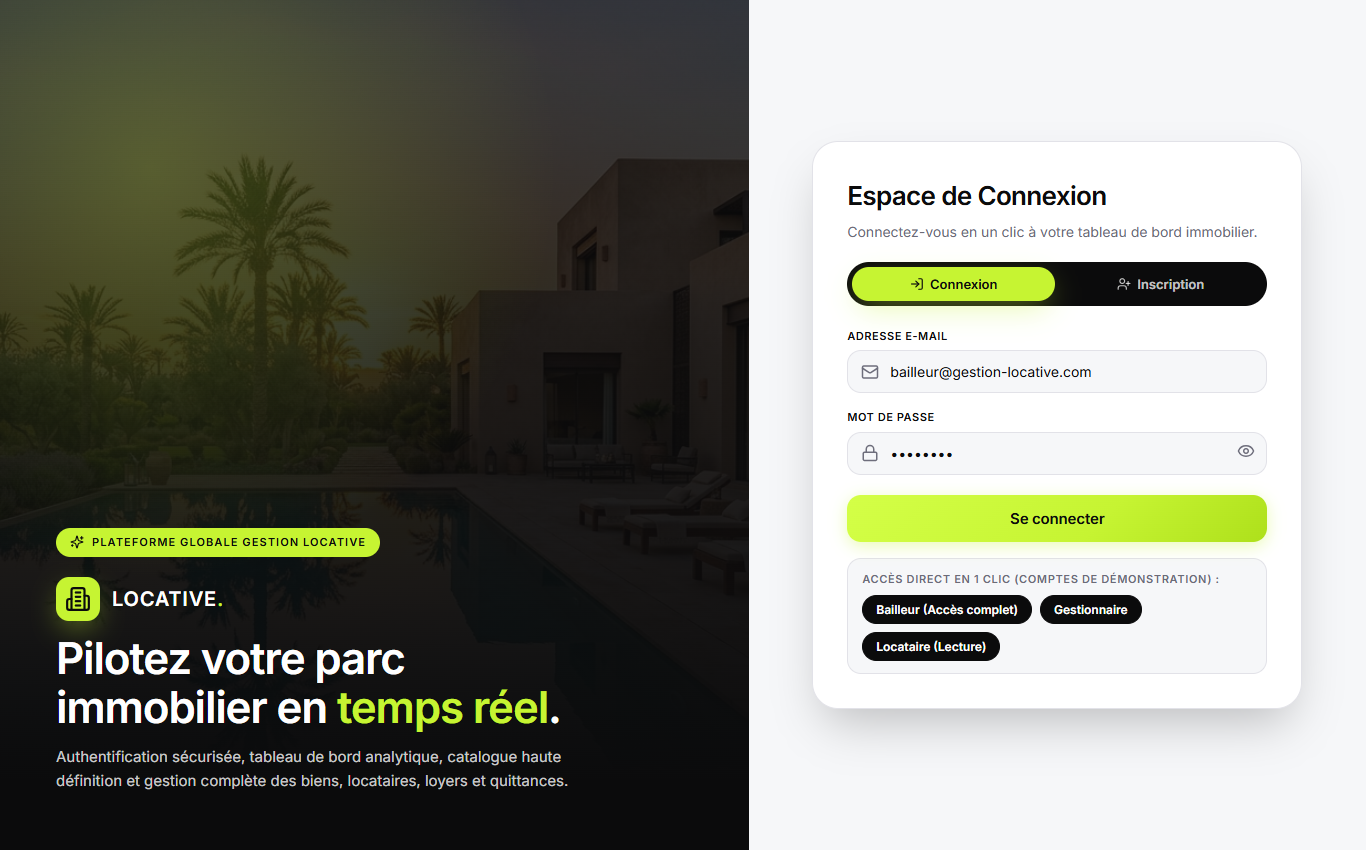 PLATEFORME GLOBALE GESTION LOCATIVE
LOCATIVE.
Pilotez votre parc
immobilier en temps réel.
Authentification sécurisée, tableau de bord analytique, catalogue haute
définition et gestion complète des biens, locataires, loyers et quittances.
Espace de Connexion
Connectez-vous en un clic à votre tableau de bord immobilier.
Connexion
Inscription
ADRESSE E-MAIL
bailleur@gestion-locative.com
MOT DE PASSE
••••••••
Se connecter
ACCÈS DIRECT EN 1 CLIC (COMPTES DE DÉMONSTRATION) :
Bailleur (Accès complet)
Gestionnaire
Locataire (Lecture)